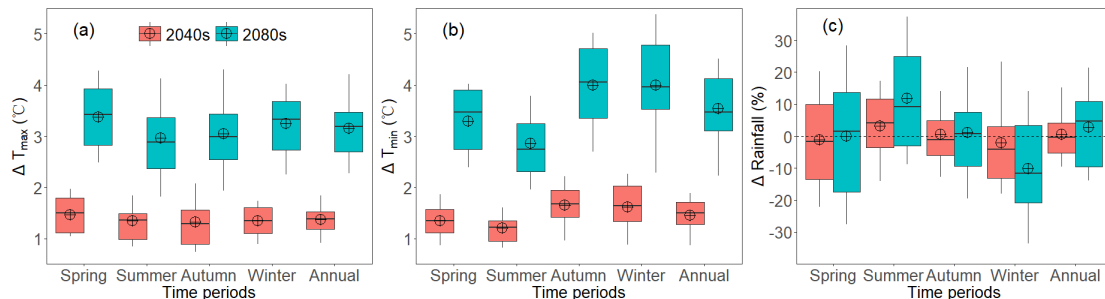 (a)
2040s 2080s
Δ Tmax (℃)
5
4
3
2
1
Spring Summer Autumn Winter Annual
Time periods
(b)
Δ Tmin (℃)
5
4
3
2
1
Spring Summer Autumn Winter Annual
Time periods
(c)
Δ Rainfall (%)
30
20
10
0
-10
-20
-30
Spring Summer Autumn Winter Annual
Time periods